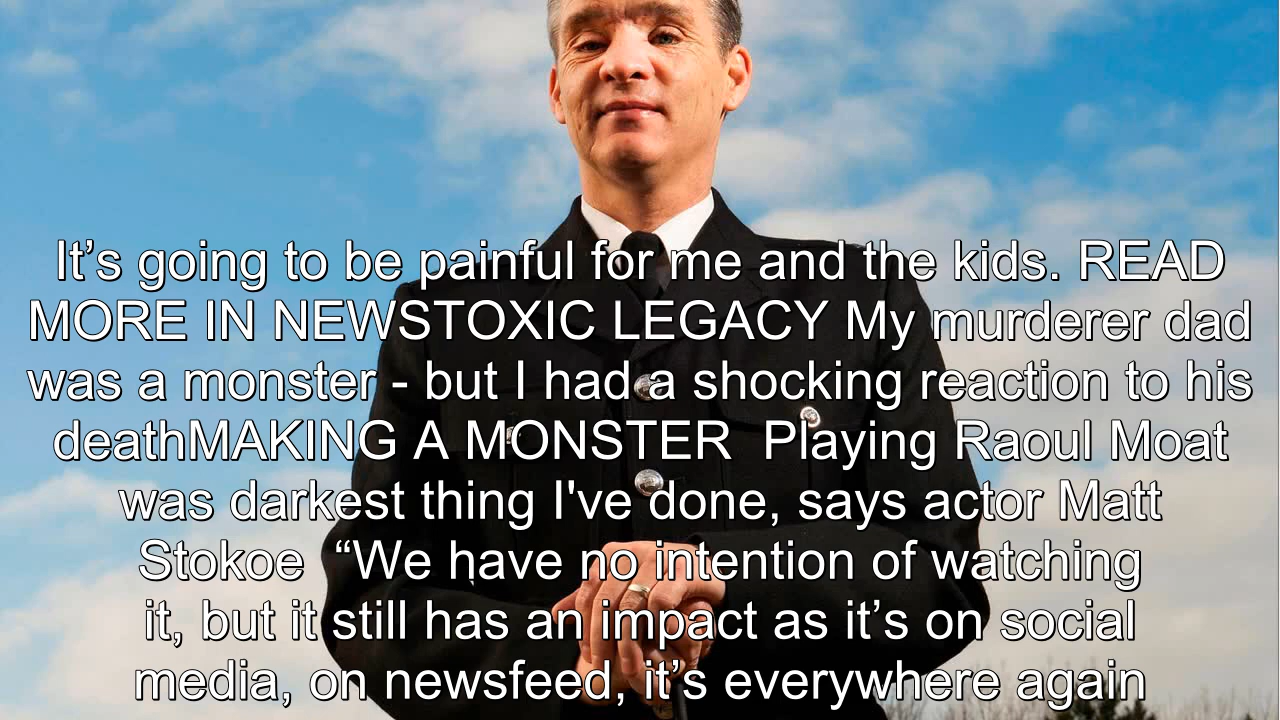 It’s going to be painful for me and the kids. READ
MORE IN NEWSTOXIC LEGACY My murderer dad
was a monster - but I had a shocking reaction to his
deathMAKING A MONSTER  Playing Raoul Moat
was darkest thing I've done, says actor Matt
Stokoe  “We have no intention of watching
it, but it still has an impact as it’s on social
media, on newsfeed, it’s everywhere again